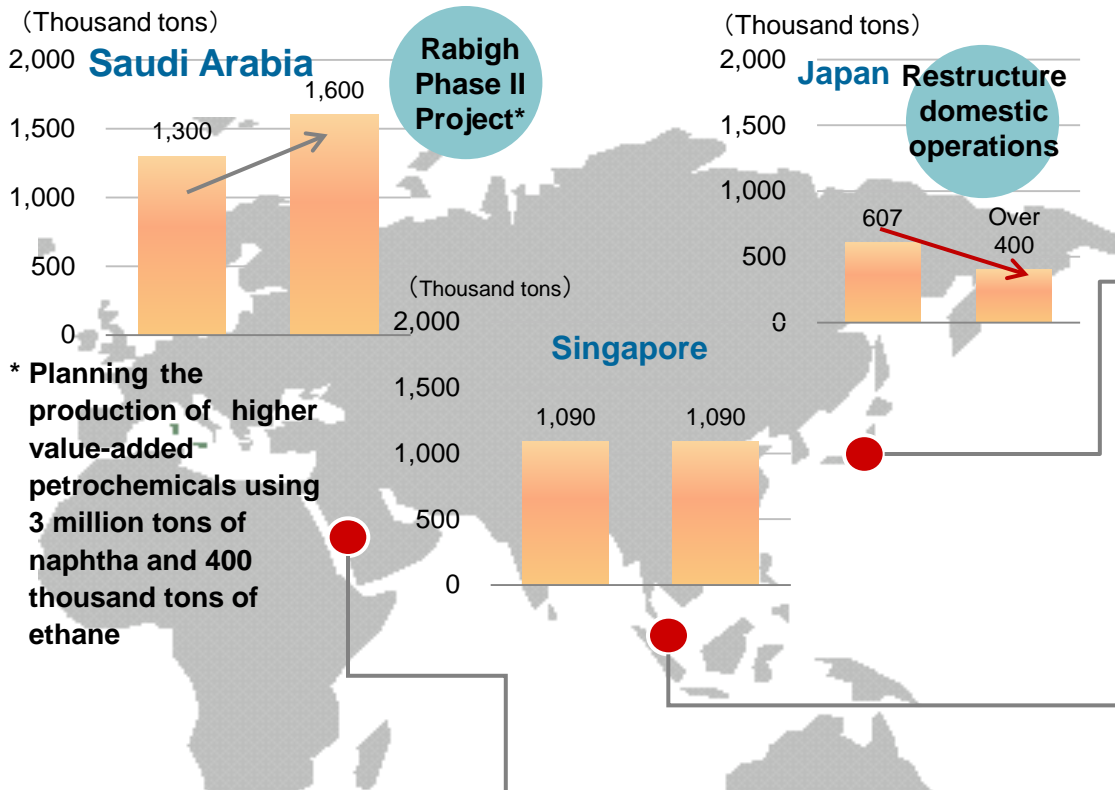 （Thousand tons）
Saudi Arabia
2,000
1,500
1,000
500
0
1,300
1,600
Rabigh
Phase II
Project*
* Planning the
production of higher
value-added
petrochemicals using
3 million tons of
naphtha and 400
thousand tons of
ethane
（Thousand tons）
Singapore
2,000
1,500
1,000
500
0
1,090
1,090
（Thousand tons）
Japan
2,000
1,500
1,000
500
0
607
Over
400
Restructure
domestic
operations